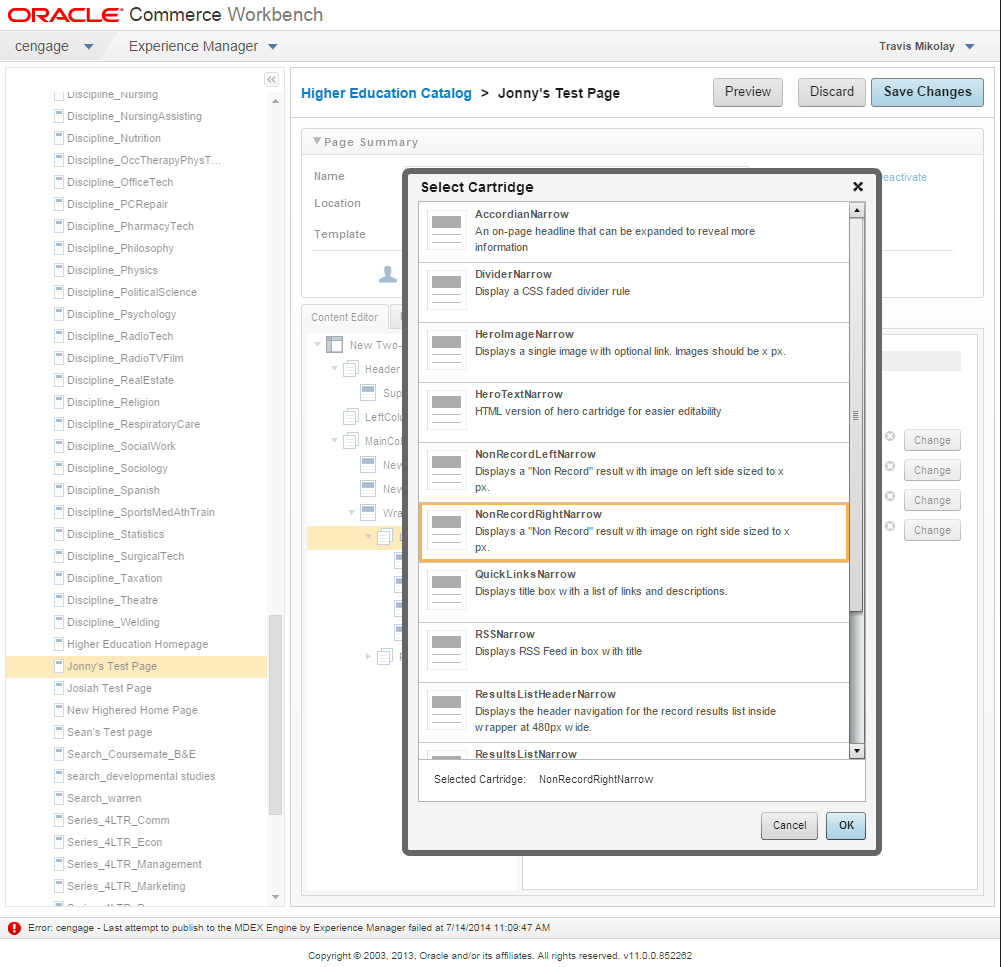 ORACLE Commerce Workbench
cengage Experience Manager Travis Mikolay
Discipline_Nursing
Discipline_NursingAssisting
Discipline_Nutrition
Discipline_OccTherapyPhysT...
Discipline_OfficeTech
Discipline_PCRepair
Discipline_PharmacyTech
Discipline_Philosophy
Discipline_Physics
Discipline_PoliticalScience
Discipline_Psychology
Discipline_RadioTech
Discipline_RadioTVFilm
Discipline_RealEstate
Discipline_Religion
Discipline_RespiratoryCare
Discipline_SocialWork
Discipline_Sociology
Discipline_Spanish
Discipline_SportsMedAthTrain
Discipline_Statistics
Discipline_SurgicalTech
Discipline_Taxation
Discipline_Theatre
Discipline_Welding
Higher Education Homepage
Jonny's Test Page
Josiah Test Page
New Highered Home Page
Sean's Test page
Search_Coursemate_B&E
search_developmental studies
Search_warren
Series_4LTR_Comm
Series_4LTR_Econ
Series_4LTR_Management
Series_4LTR_Marketing
Higher Education Catalog > Jonny's Test Page
Preview Discard Save Changes
Page Summary
Name
Location
Template
eactivate
Content Editor
New Two-
Header
Sup
LeftColu
MainCol
New
New
Wra
Change
Change
Change
Change
Select Cartridge
AccordianNarrow
An on-page headline that can be expanded to reveal more
information
DividerNarrow
Display a CSS faded divider rule
HeroImageNarrow
Displays a single image with optional link. Images should be x px.
HeroTextNarrow
HTML version of hero cartridge for easier editability
NonRecordLeftNarrow
Displays a "Non Record" result with image on left side sized to x
px.
NonRecordRightNarrow
Displays a "Non Record" result with image on right side sized to x
px.
QuickLinksNarrow
Displays title box with a list of links and descriptions.
RSSNarrow
Displays RSS Feed in box with title
ResultsListHeaderNarrow
Displays the header navigation for the record results list inside
wrapper at 480px wide.
ResultsListNarrow
Selected Cartridge: NonRecordRightNarrow
Cancel OK
Error: cengage - Last attempt to publish to the MDEX Engine by Experience Manager failed at 7/14/2014 11:09:47 AM
Copyright © 2003, 2013, Oracle and/or its affiliates. All rights reserved. v11.0.0.852262